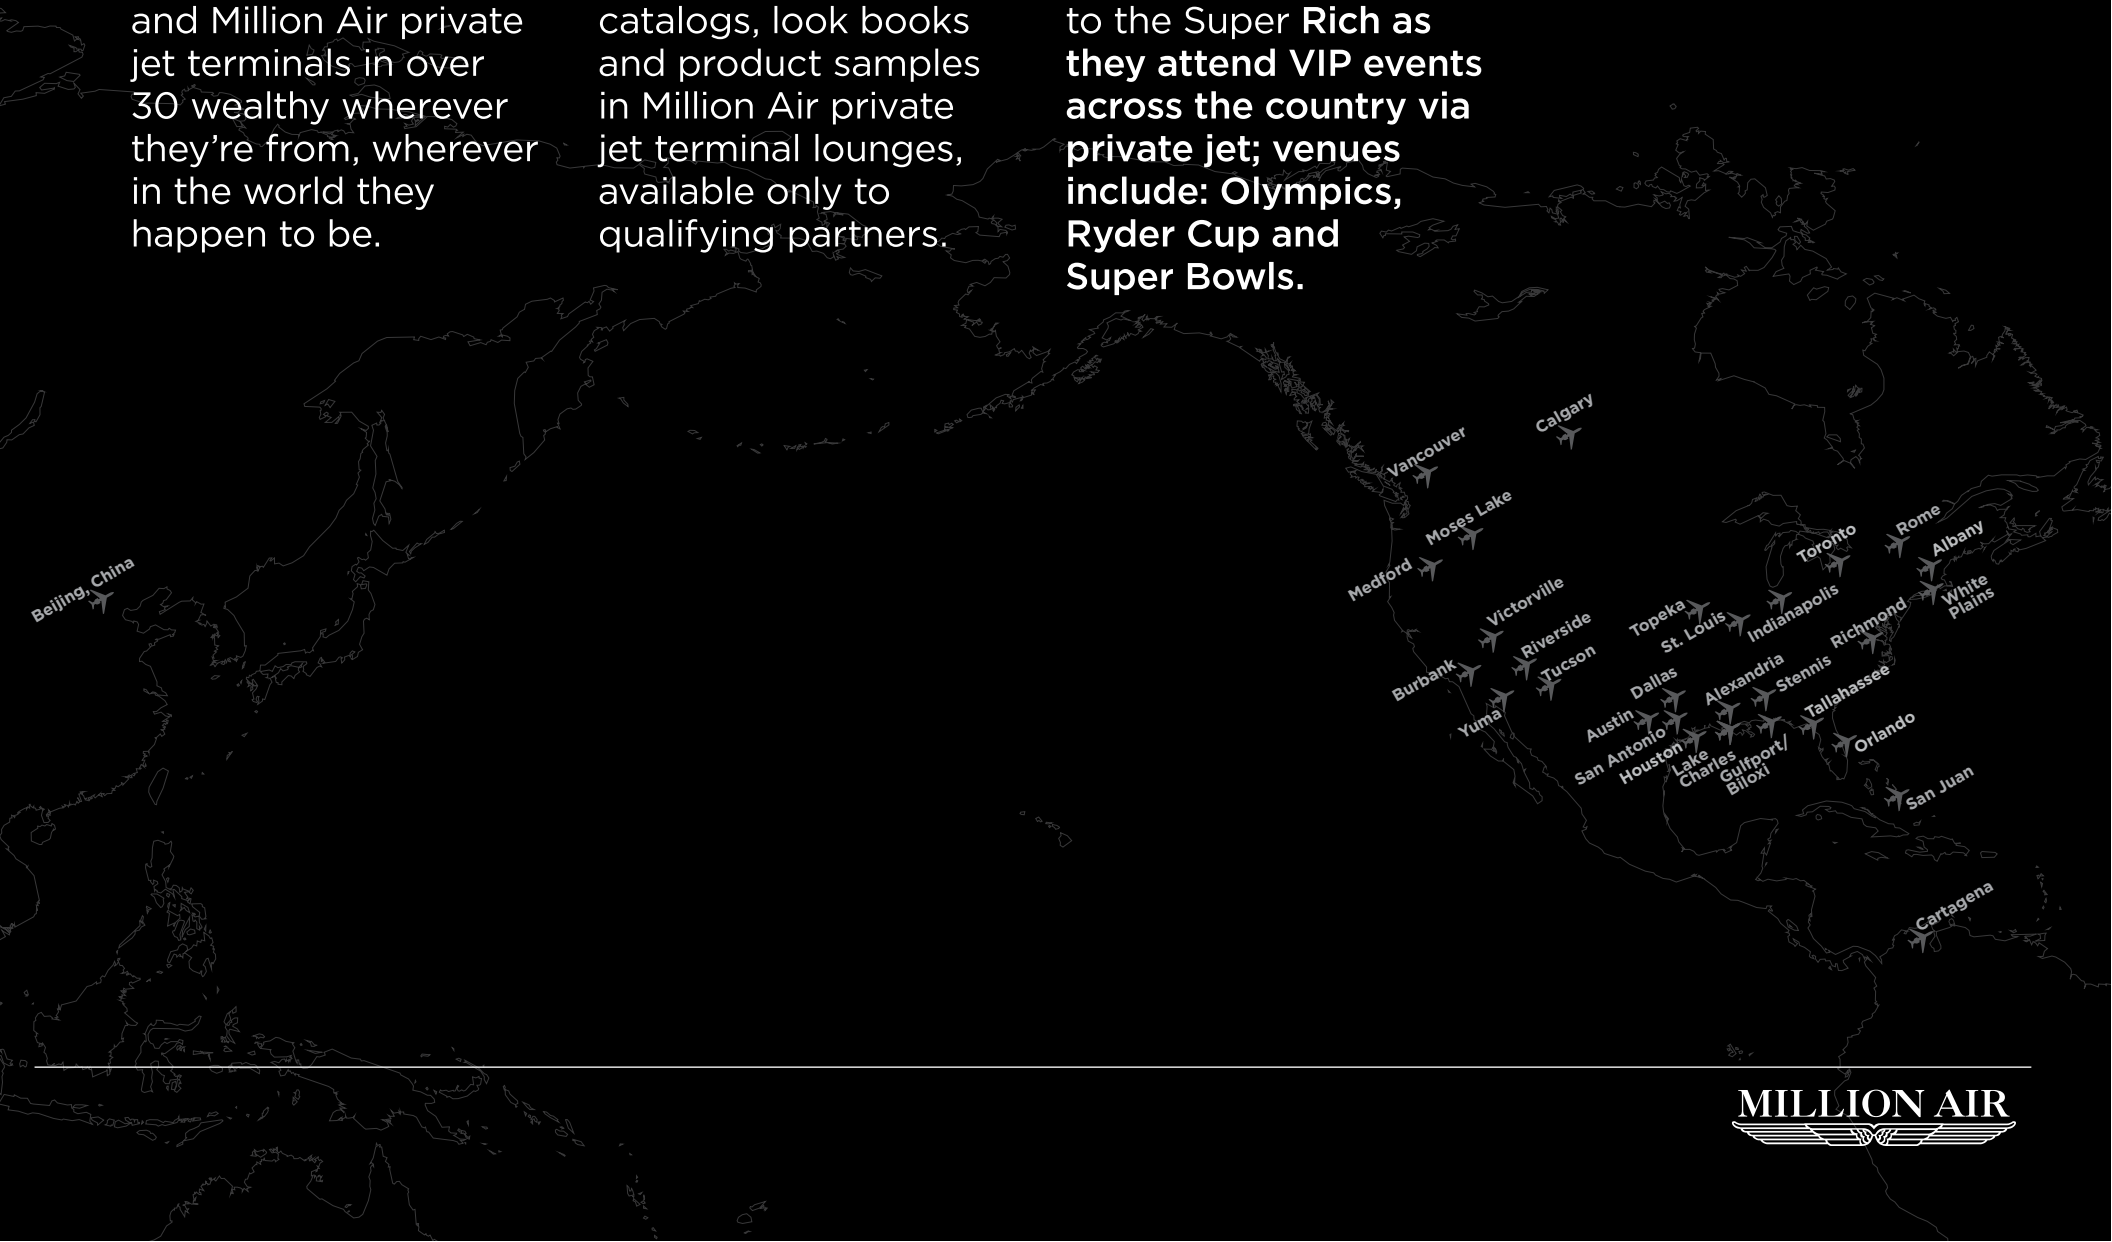 and Million Air private
jet terminals in over
30 wealthy wherever
they’re from, wherever
in the world they
happen to be.
catalogs, look books
and product samples
in Million Air private
jet terminal lounges,
available only to
qualifying partners.
to the Super Rich as
they attend VIP events
across the country via
private jet; venues
include: Olympics,
Ryder Cup and
Super Bowls.
Calgary
Vancouver
Moses Lake
Medford
Rome
Albany
Toronto
White
Plains
Beijing, China
Victorville
Riverside
Tucson
Burbank
Yuma
Topeka
St. Louis
Indianapolis
Richmond
Dallas
Alexandria
Stennis
Tallahassee
Austin
San Antonio
Houston
Lake
Charles
Gulfport/
Biloxi
Orlando
San Juan
Cartagena
MILLION AIR